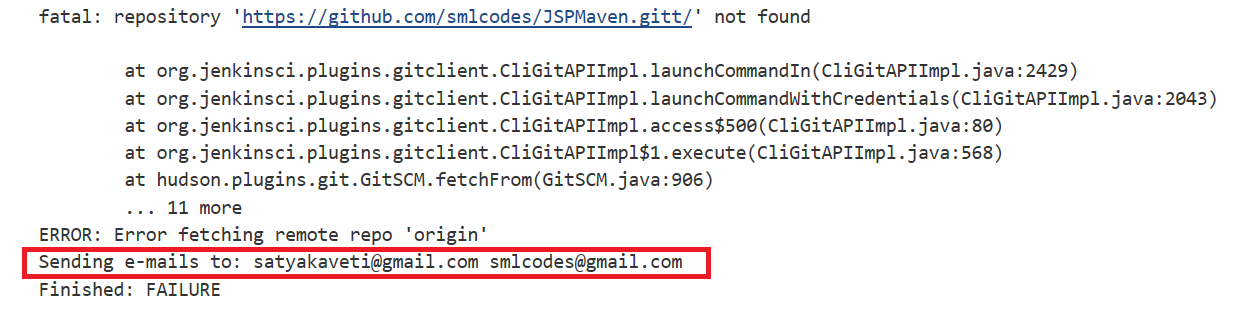 fatal: repository 'https://github.com/smlcodes/JSPMaven.gitt/' not found
at org.jenkinsci.plugins.gitclient.CliGitAPIImpl.launchCommandIn(CliGitAPIImpl.java:2429)
at org.jenkinsci.plugins.gitclient.CliGitAPIImpl.launchCommandWithCredentials(CliGitAPIImpl.java:2043)
at org.jenkinsci.plugins.gitclient.CliGitAPIImpl.access$500(CliGitAPIImpl.java:80)
at org.jenkinsci.plugins.gitclient.CliGitAPIImpl$1.execute(CliGitAPIImpl.java:568)
at hudson.plugins.git.GitSCM.fetchFrom(GitSCM.java:906)
... 11 more
ERROR: Error fetching remote repo 'origin'
Sending e-mails to: satyakaveti@gmail.com smlcodes@gmail.com
Finished: FAILURE